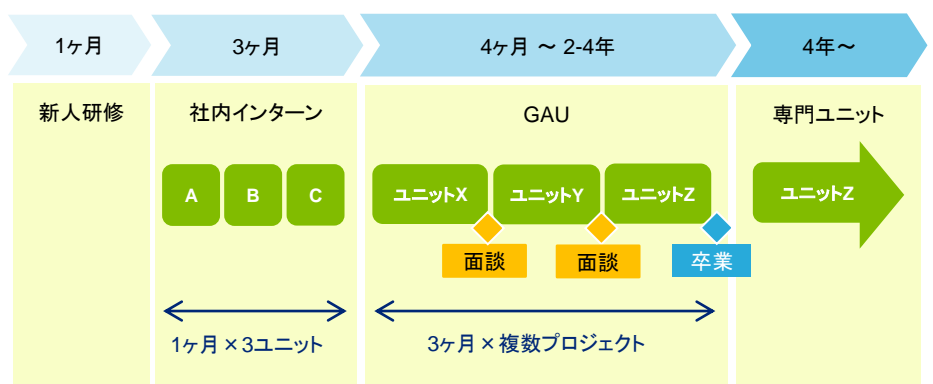 1ヶ月
3ヶ月
4ヶ月 ～ 2-4年
4年～
新人研修
社内インターン
GAU
専門ユニット
A
B
C
ユニットX
ユニットY
ユニットZ
ユニットZ
面談
面談
卒業
1ヶ月×3ユニット
3ヶ月×複数プロジェクト